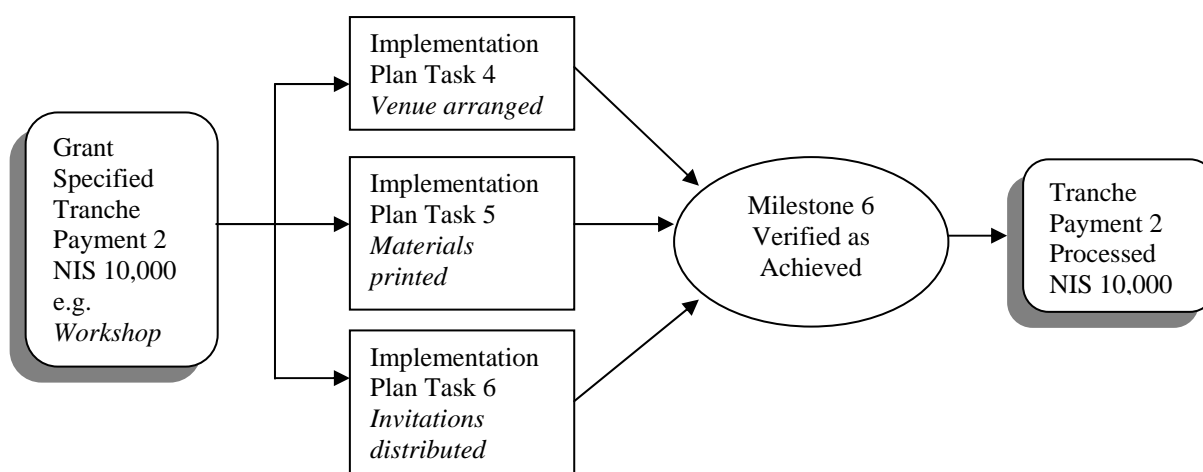 Grant
Specified
Tranche
Payment 2
NIS 10,000
e.g.
Workshop
Implementation
Plan Task 4
Venue arranged
Implementation
Plan Task 5
Materials
printed
Implementation
Plan Task 6
Invitations
distributed
Milestone 6
Verified as
Achieved
Tranche
Payment 2
Processed
NIS 10,000